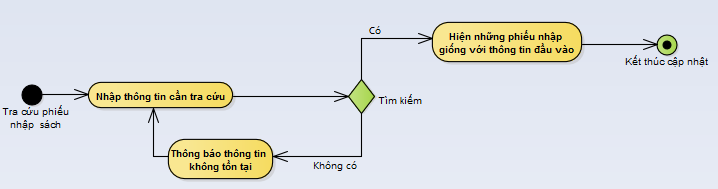 Có
Hiện những phiếu nhập
giống với thông tin đầu vào
Kết thúc cập nhật
Nhập thông tin cần tra cứu
Tìm kiếm
Tra cứu phiếu
nhập sách
Thông báo thông tin
không tồn tại
Không có